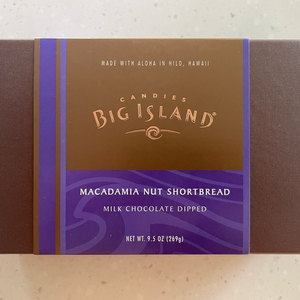 MADE WITH ALOHA IN HILO, HAWAII
CANDIES
BIG ISLAND®
MACADAMIA NUT SHORTBREAD
MILK CHOCOLATE DIPPED
NET WT. 9.5 OZ (269g)